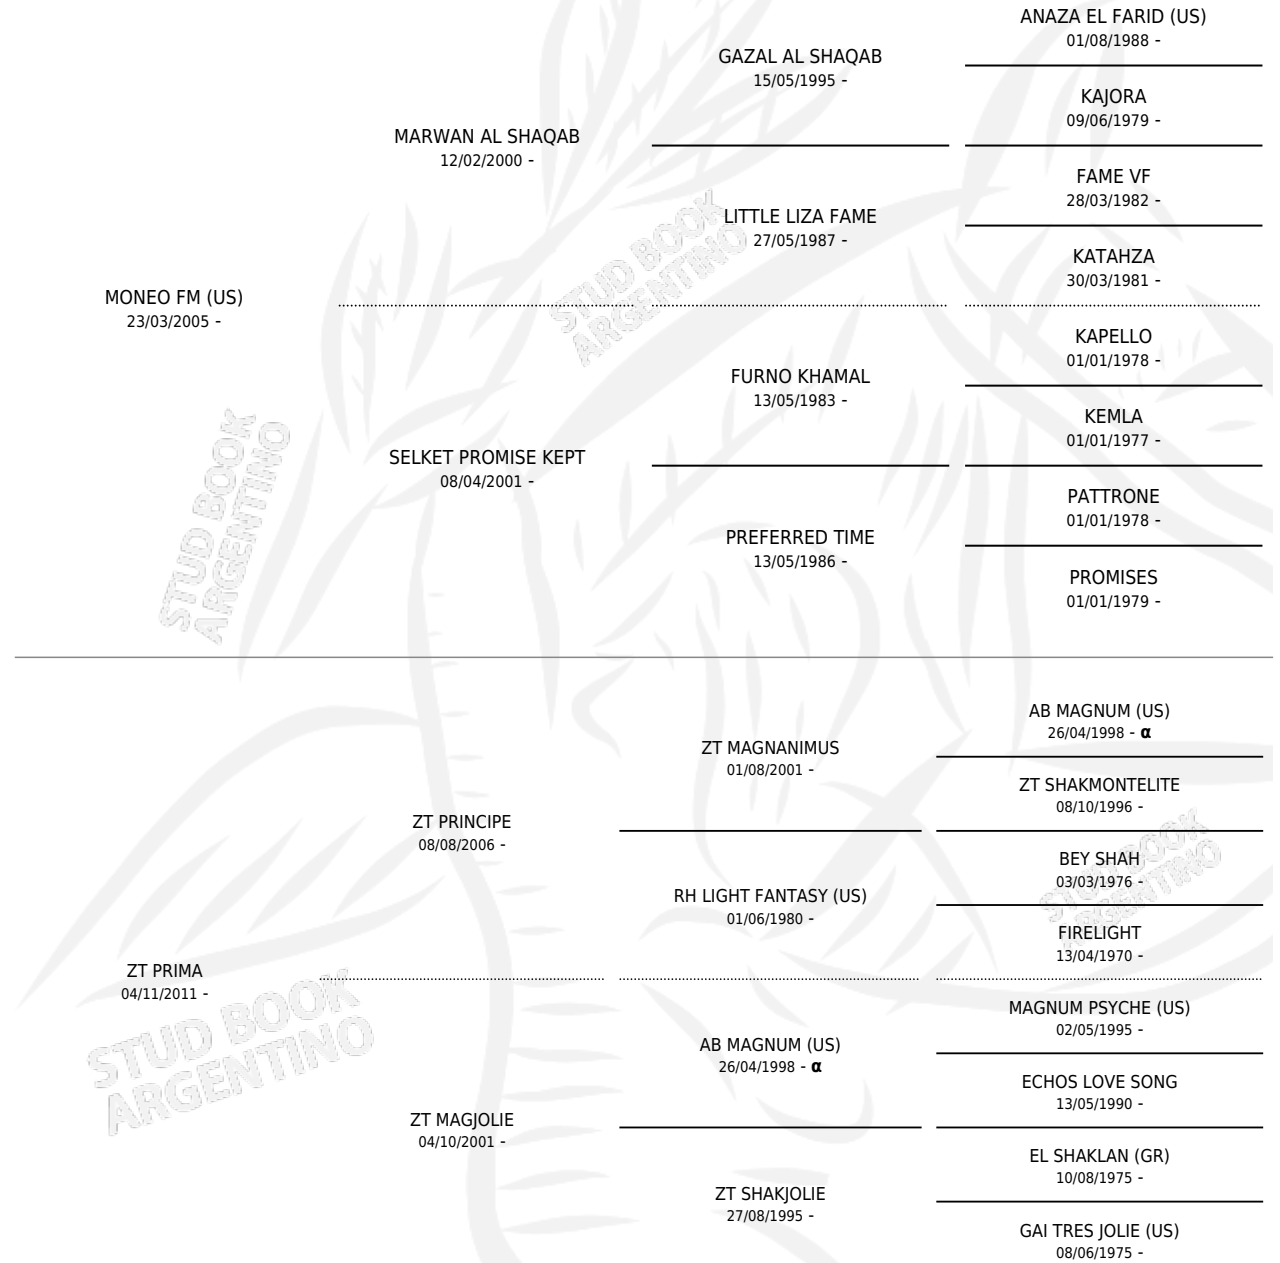 ANAZA EL FARID (US)
01/08/1988 -
GAZAL AL SHAQAB
15/05/1995 -
KAJORA
09/06/1979 -
MARWAN AL SHAQAB
12/02/2000 -
FAME VF
28/03/1982 -
LITTLE LIZA FAME
27/05/1987 -
KATAHZA
30/03/1981 -
MONEO FM (US)
23/03/2005 -
KAPELLO
01/01/1978 -
FURNO KHAMAL
13/05/1983 -
KEMLA
01/01/1977 -
SELKET PROMISE KEPT
08/04/2001 -
PATTRONE
01/01/1978 -
PREFERRED TIME
13/05/1986 -
PROMISES
01/01/1979 -
AB MAGNUM (US)
26/04/1998 - α
ZT MAGNANIMUS
01/08/2001 -
ZT SHAKMONTELITE
08/10/1996 -
ZT PRINCIPE
08/08/2006 -
BEY SHAH
03/03/1976 -
RH LIGHT FANTASY (US)
01/06/1980 -
FIRELIGHT
13/04/1970 -
ZT PRIMA
04/11/2011 -
MAGNUM PSYCHE (US)
02/05/1995 -
AB MAGNUM (US)
26/04/1998 - α
ECHOS LOVE SONG
13/05/1990 -
ZT MAGJOLIE
04/10/2001 -
EL SHAKLAN (GR)
10/08/1975 -
ZT SHAKJOLIE
27/08/1995 -
GAI TRES JOLIE (US)
08/06/1975 -
STUD BOOK
ARGENTINO
STUD BOOK
ARGENTINO
STUD BOOK
ARGENTINO
STUD BOOK
ARGENTINO